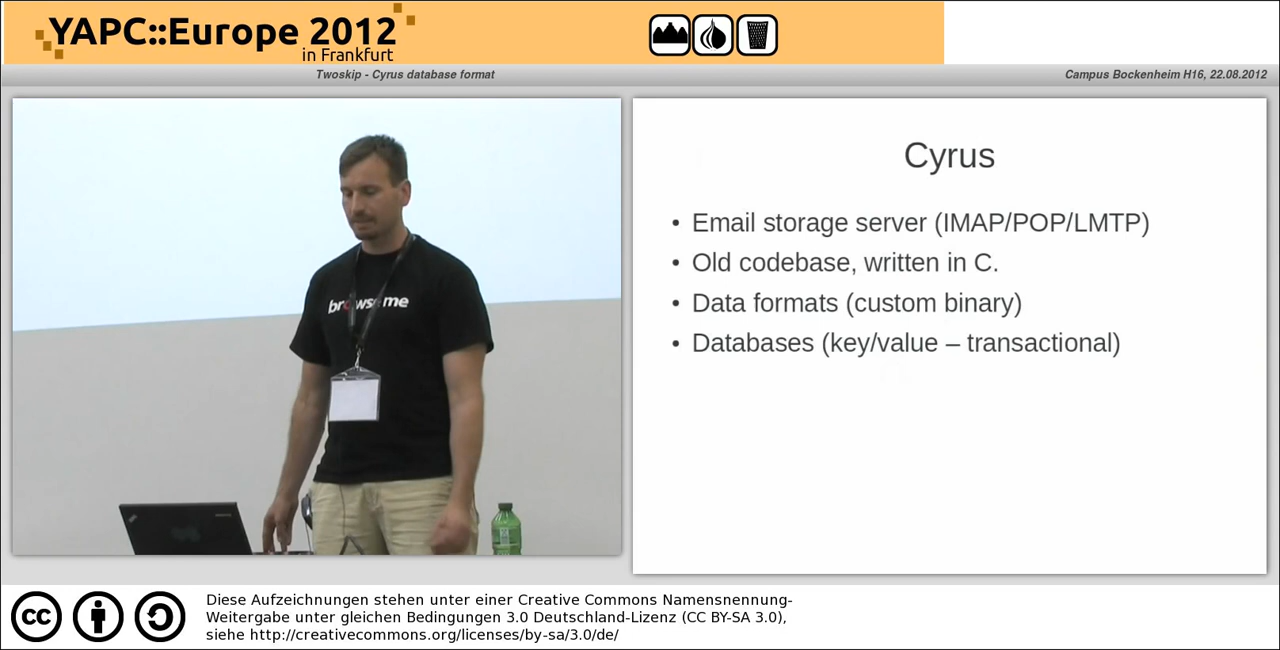 YAPC::Europe 2012
in Frankfurt
Twoskip - Cyrus database format
Campus Bockenheim H16, 22.08.2012
Cyrus
• Email storage server (IMAP/POP/LMTP)
• Old codebase, written in C.
• Data formats (custom binary)
• Databases (key/value – transactional)
me
cc
Diese Aufzeichnungen stehen unter einer Creative Commons Namensnennung-
Weitergabe unter gleichen Bedingungen 3.0 Deutschland-Lizenz (CC BY-SA 3.0),
siehe http://creativecommons.org/licenses/by-sa/3.0/de/